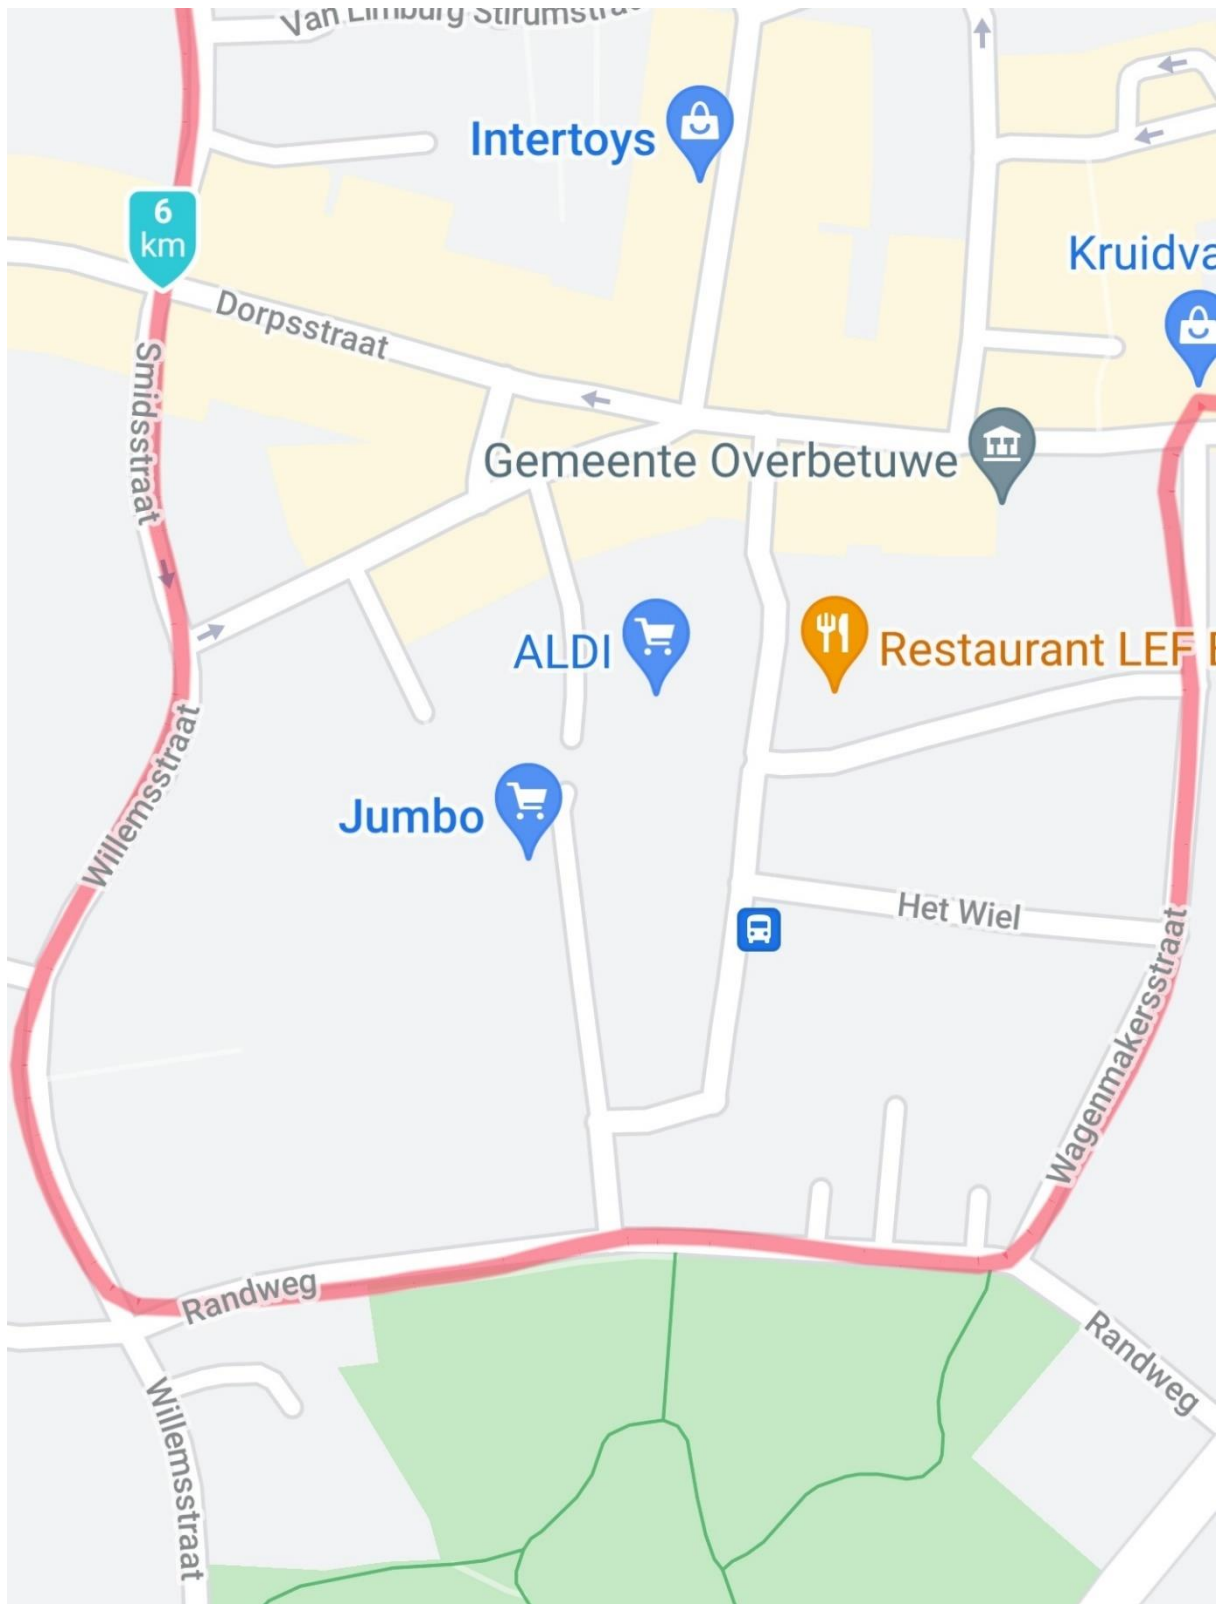 Van Limburg Stirumstraa
Intertoys
6
km
Kruidva
Dorpsstraat
Smidsstraat
Gemeente Overbetuwe
ALDI
Restaurant LEF
Willemsstraat
Jumbo
Het Wiel
Wagenmakersstraat
Randweg
Randweg
Willemsstraat